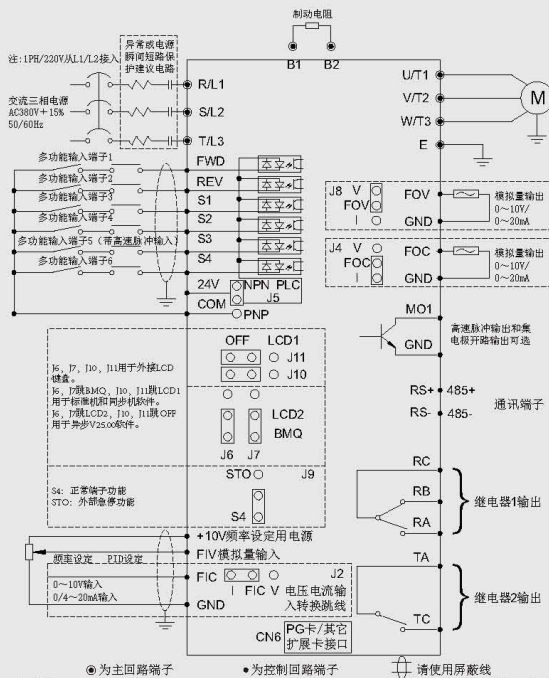 制动电阻
B1 B2
注:1PH/220V从L1/L2接入
异常或电源
瞬间短路保
护建议电路
交流三相电源
AC380V+15%
50/60Hz
R/L1
S/L2
T/L3
U/T1
V/T2
W/T3
E
M
多功能输入端子1
多功能输入端子2
多功能输入端子3
多功能输入端子4
多功能输入端子5（带高速脉冲输入）
多功能输入端子6
FWD
REV
S1
S2
S3
S4
24V
COM
NPN PLC
J5
PNP
J8 V
FOV
I
FOV
GND
模拟量输出
0～10V/
0～20mA
J4 V
FOC
I
FOC
GND
模拟量输出
0～10V/
0～20mA
MO1
GND
高速脉冲输出和集
电极开路输出可选
RS+ 485+
RS- 485-
通讯端子
OFF LCD1
J11
J10
J6, J7, J10, J11用于外接LCD
键盘。
J6, J7跳BMQ, J10, J11跳LCD1
用于标准机和同步机软件。
J6, J7跳LCD2, J10, J11跳OFF
用于异步V25.00软件。
LCD2
BMQ
J6 J7
S4: 正常端子功能
STO: 外部急停功能
STO
J9
S4
RC
RB
RA
继电器1输出
TA
TC
继电器2输出
+10V频率设定用电源
FIV模拟量输入
频率设定 PID设定
0～10V输入
0/4～20mA输入
FIC
GND
J2
I FIC V
电压电流输
入转换跳线
CN6
PG卡/其它
扩展卡接口
为主回路端子
为控制回路端子
请使用屏蔽线